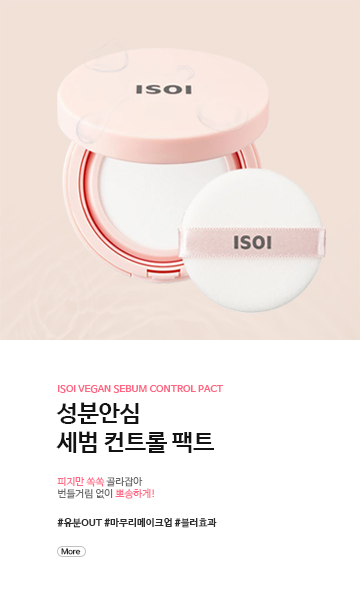 ISOI
ISOI
ISOI VEGAN SEBUM CONTROL PACT
성분안심
세범 컨트롤 팩트
피지만 쏙쏙 골라잡아
번들거림 없이 뽀송하게!
#유분OUT #마무리메이크업 #블러효과
More